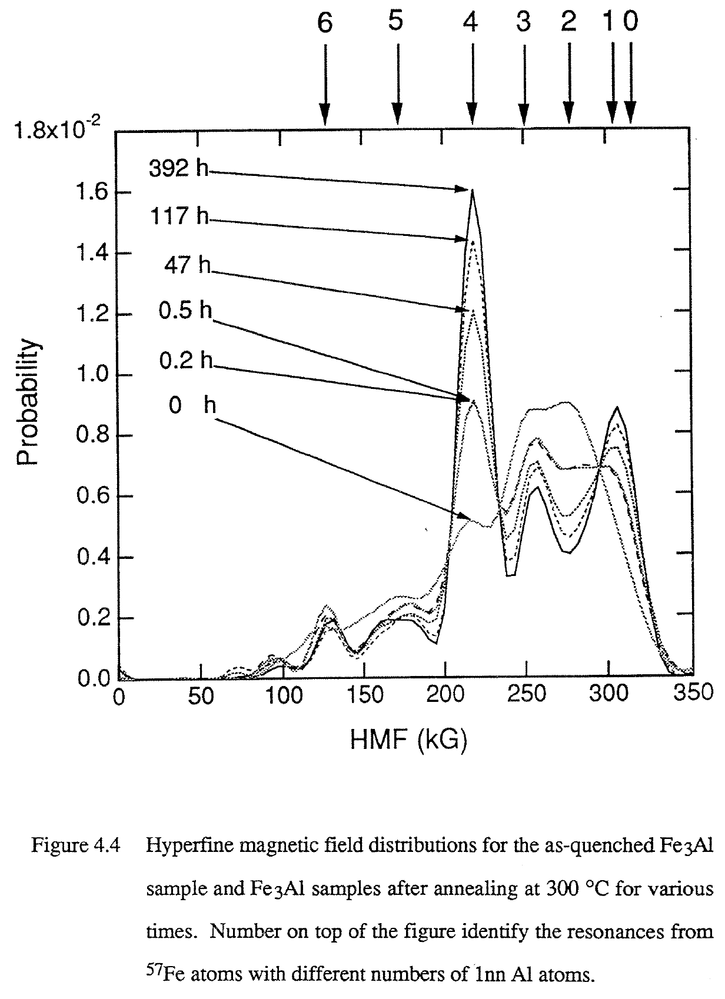 6 5 4 3 2 1 0
1.8x10-2
392 h
1.6
117 h
1.4
47 h
1.2
0.5 h
0.2 h
1.0
0 h
0.8
0.6
0.4
0.2
0.0
Probability
0 50 100 150 200 250 300 350
HMF (kG)
Figure 4.4 Hyperfine magnetic field distributions for the as-quenched Fe3Al
sample and Fe3Al samples after annealing at 300 °C for various
times. Number on top of the figure identify the resonances from
57Fe atoms with different numbers of 1nn Al atoms.